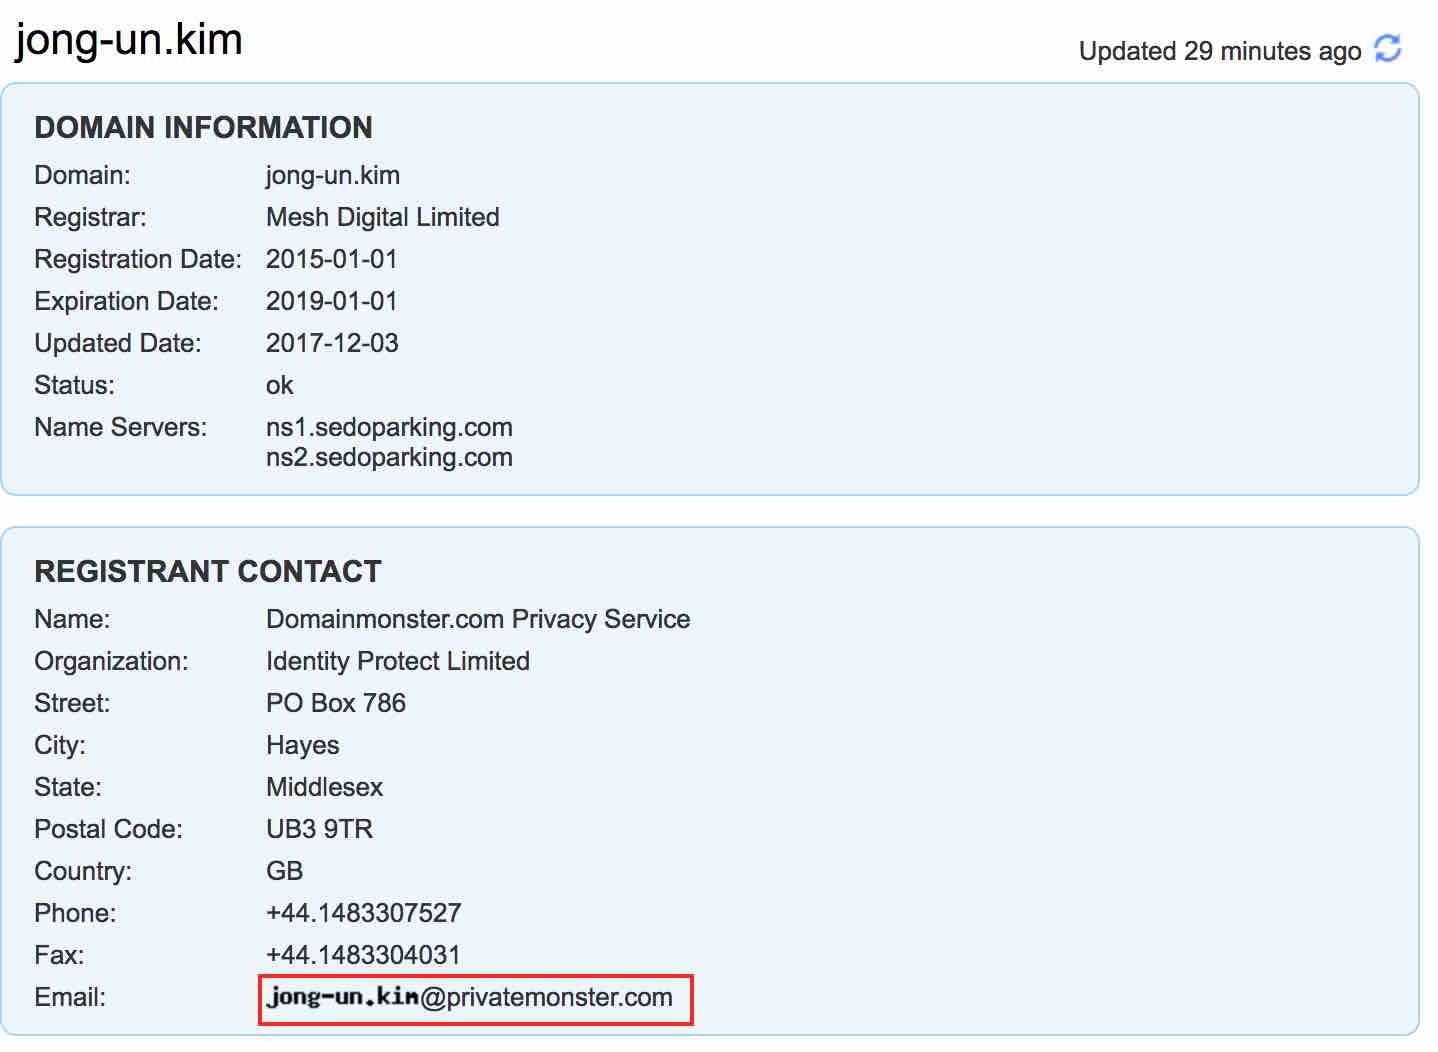 jong-un.kim
Updated 29 minutes ago
DOMAIN INFORMATION
Domain: jong-un.kim
Registrar: Mesh Digital Limited
Registration Date: 2015-01-01
Expiration Date: 2019-01-01
Updated Date: 2017-12-03
Status: ok
Name Servers: ns1.sedoparking.com
ns2.sedoparking.com
REGISTRANT CONTACT
Name: Domainmonster.com Privacy Service
Organization: Identity Protect Limited
Street: PO Box 786
City: Hayes
State: Middlesex
Postal Code: UB3 9TR
Country: GB
Phone: +44.1483307527
Fax: +44.1483304031
Email: jong-un.kim@privatemonster.com